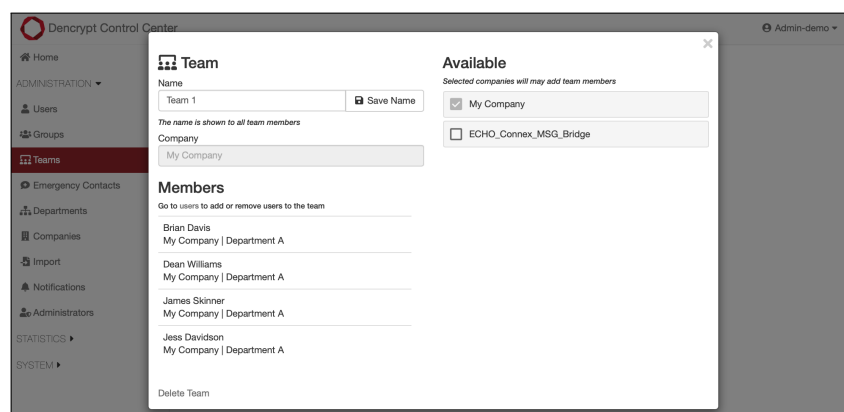 Dencrypt Control Center
Admin-demo
Home
ADMINISTRATION
Users
Groups
Teams
Emergency Contacts
Departments
Companies
Import
Notifications
Administrators
STATISTICS
SYSTEM
Team
Name
Team 1
Save Name
The name is shown to all team members
Company
My Company
Members
Go to users to add or remove users to the team
Brian Davis
My Company | Department A
Dean Williams
My Company | Department A
James Skinner
My Company | Department A
Jess Davidson
My Company | Department A
Delete Team
Available
Selected companies will may add team members
My Company
ECHO_Connex_MSG_Bridge